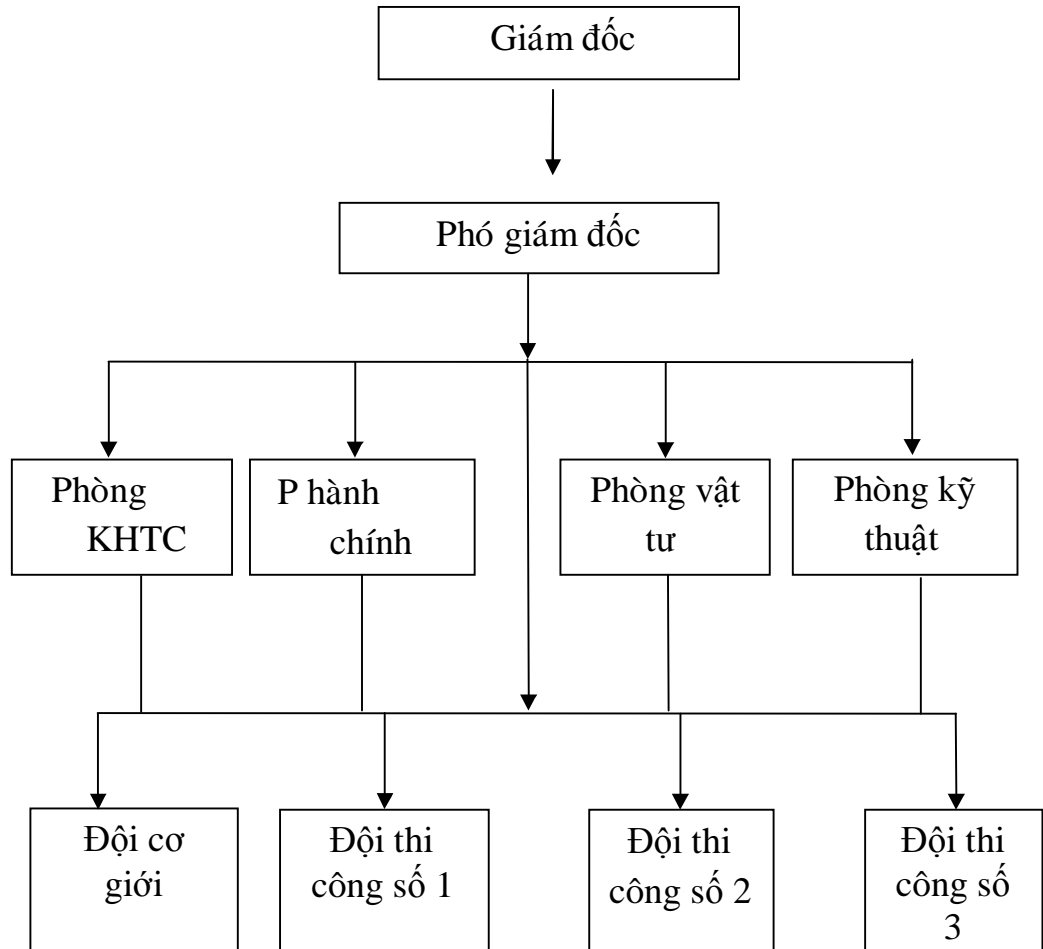 Giám đốc
Phó giám đốc
Phòng
KHTC
P hành
chính
Phòng vật
tư
Phòng kỹ
thuật
Đội cơ
giới
Đội thi
công số 1
Đội thi
công số 2
Đội thi
công số
3